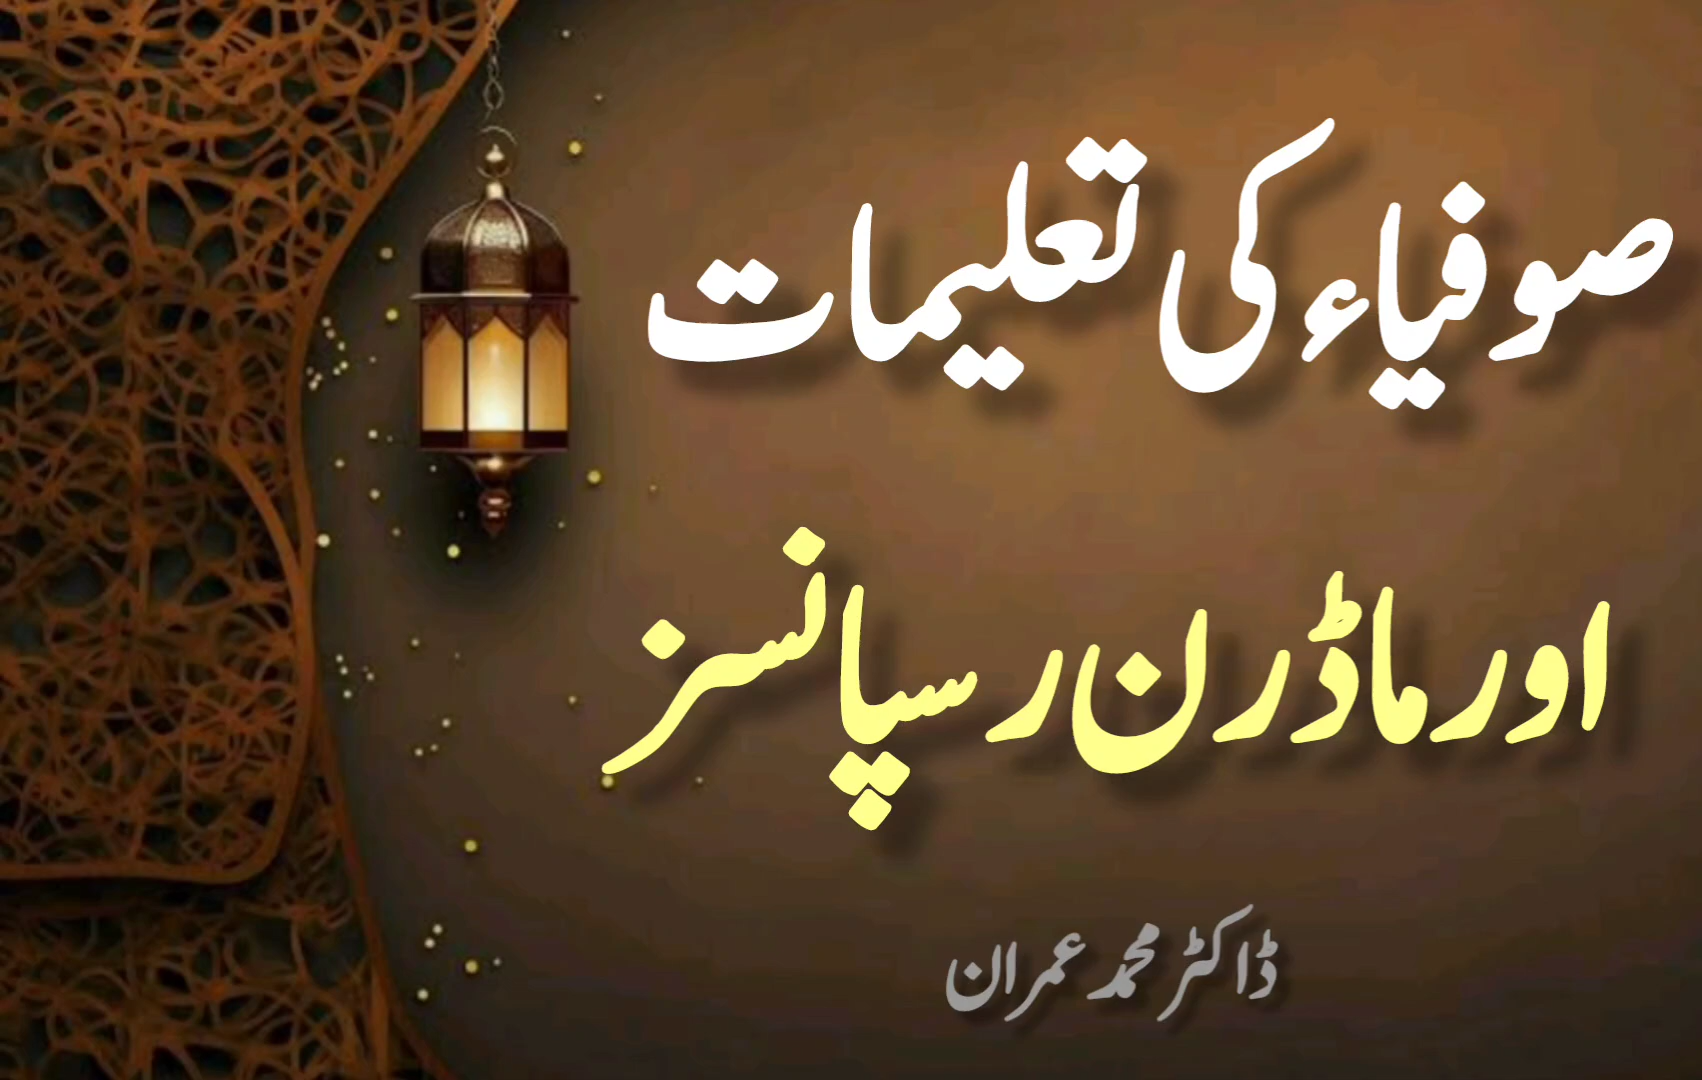 صوفیاء کی تعلیمات
اور ماڈرن رسپانسز
ڈاکٹر محمد عمران